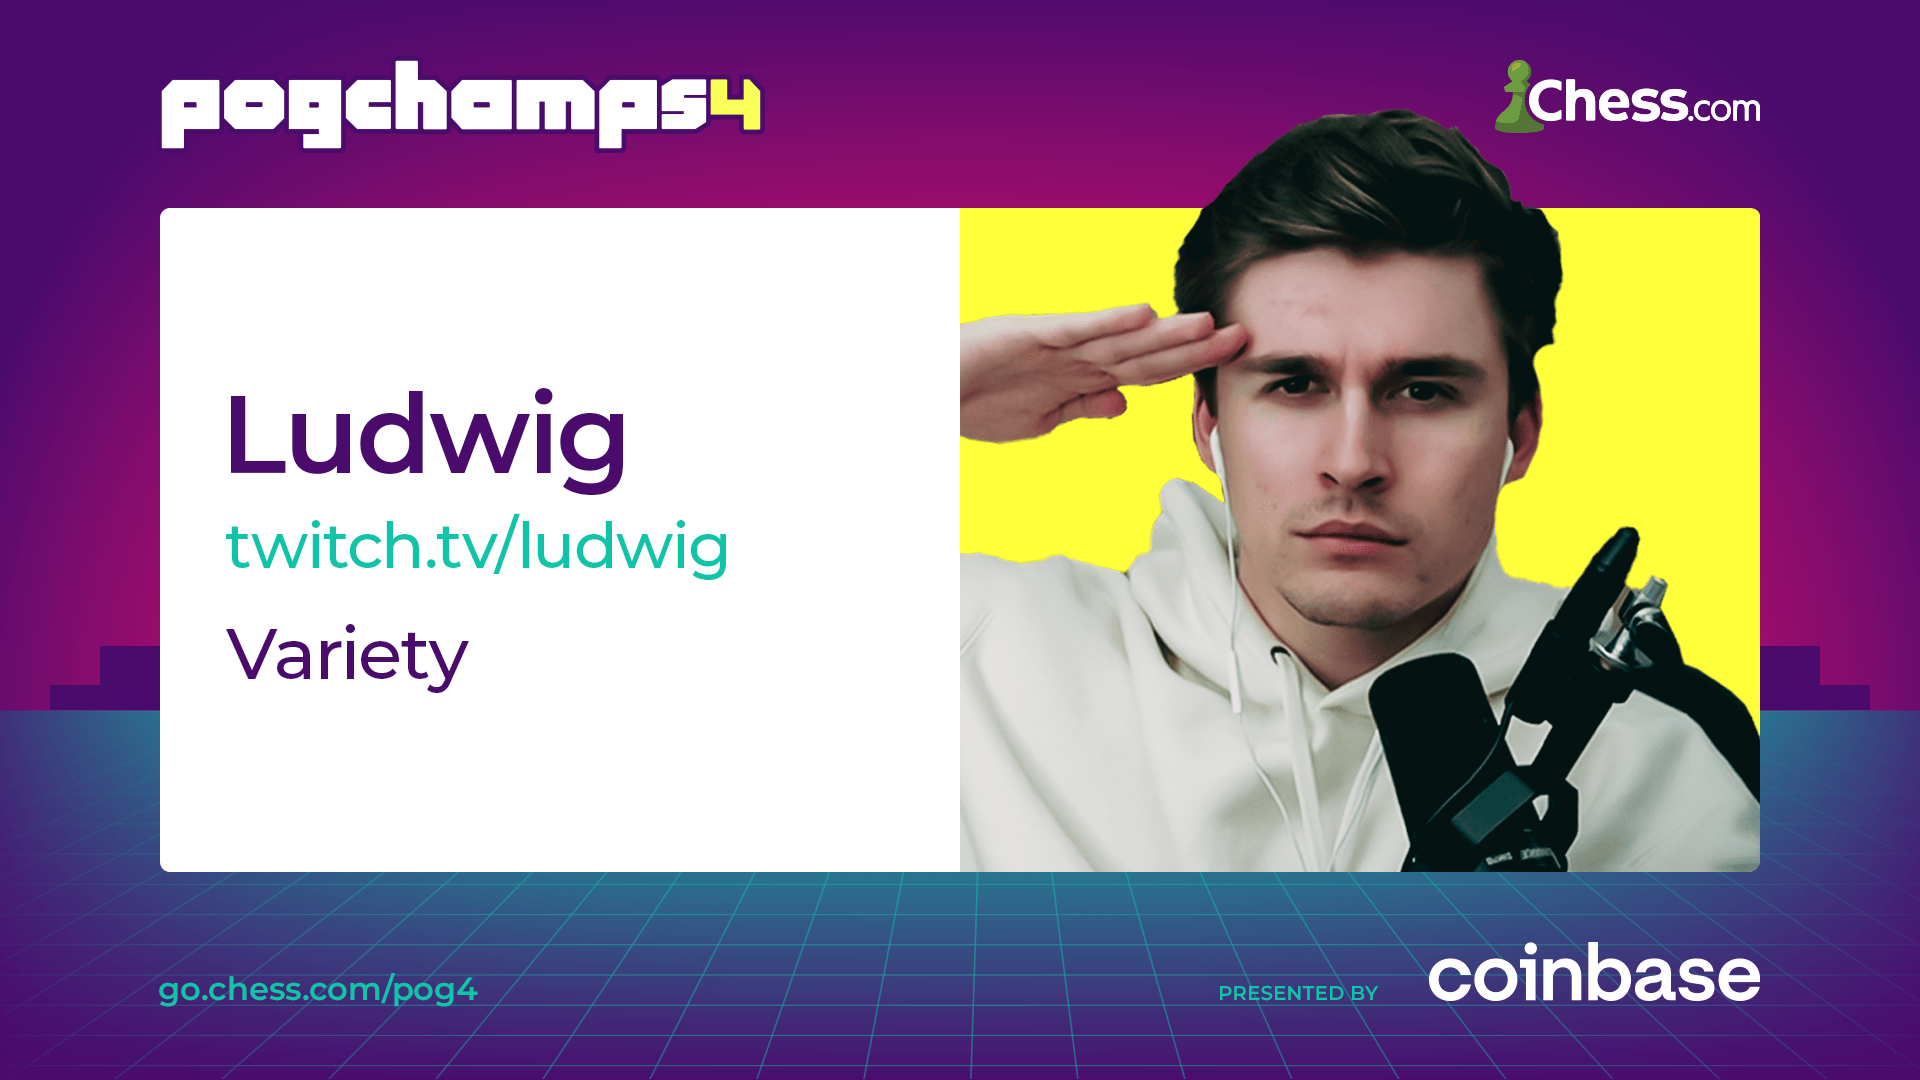 pogchamps4
Chess.com
Ludwig
twitch.tv/ludwig
Variety
go.chess.com/pog4
PRESENTED BY
coinbase